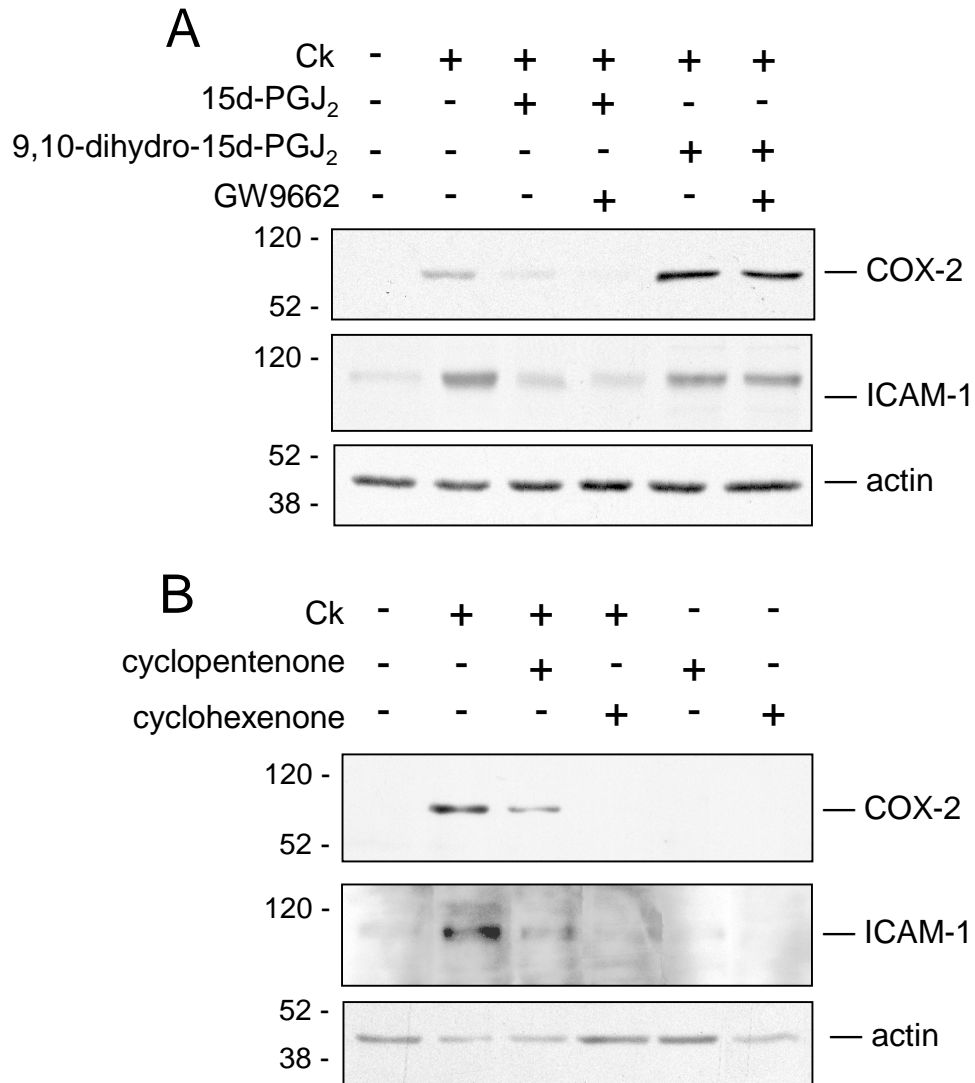 A
Ck - + + + + +
15d-PGJ₂ - - + + - -
9,10-dihydro-15d-PGJ₂ - - - - + +
GW9662 - - - + - +
120 -
— COX-2
52 -
120 -
— ICAM-1
52 -
— actin
38 -
B
Ck - + + + - -
cyclopentenone - - + - + -
cyclohexenone - - - + - +
120 -
— COX-2
52 -
120 -
— ICAM-1
52 -
— actin
38 -